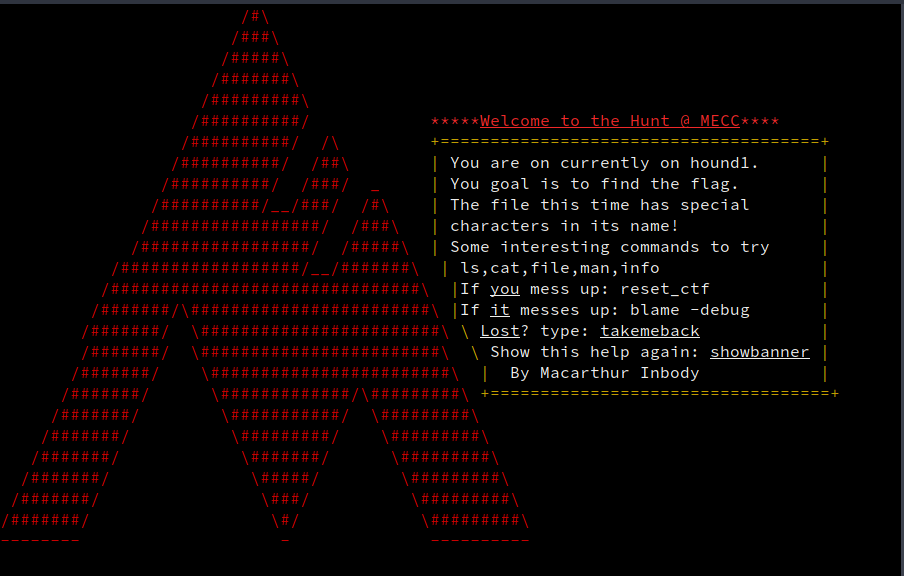 *****Welcome to the Hunt @ MECC****
You are on currently on hound1.
You goal is to find the flag.
The file this time has special
characters in its name!
Some interesting commands to try
ls,cat,file,man,info
If you mess up: reset_ctf
If it messes up: blame -debug
Lost? type: takemeback
Show this help again: showbanner
By Macarthur Inbody